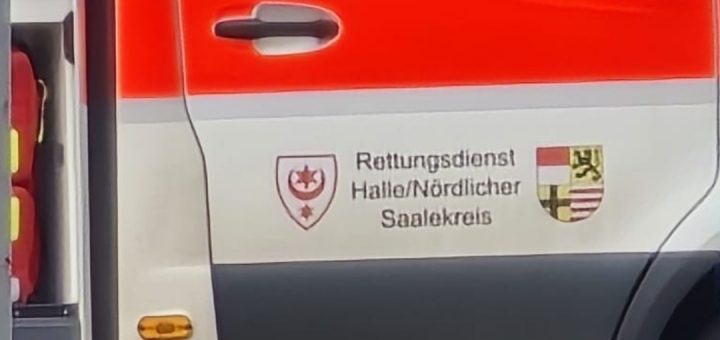 Rettungsdienst
Halle/Nördlicher
Saalekreis